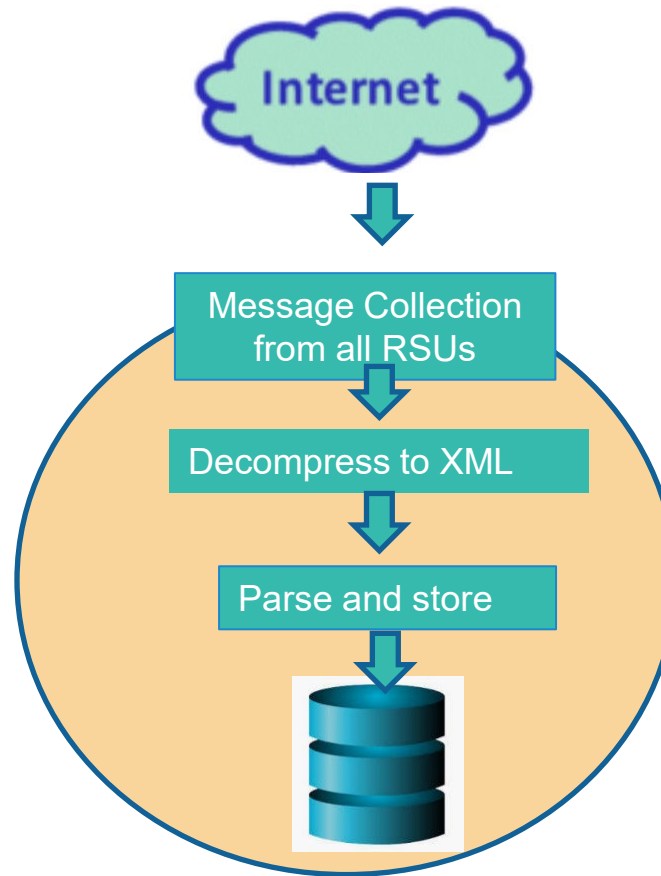 Internet
Message Collection
from all RSUs
Decompress to XML
Parse and store